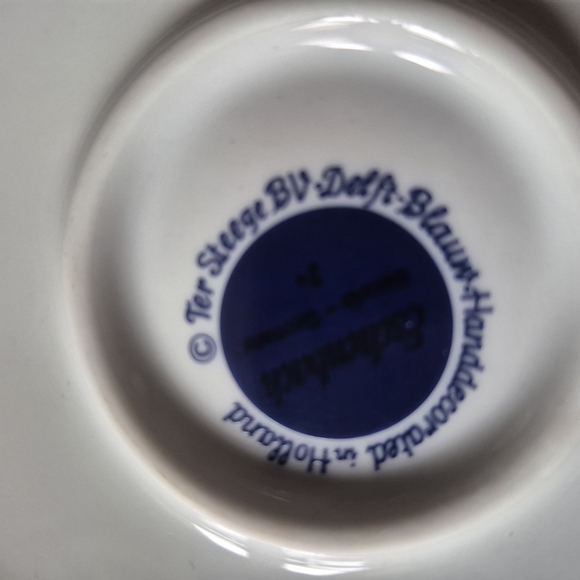 © Ter Steege BV·Delft-Blauw·Handdecorated in Holland